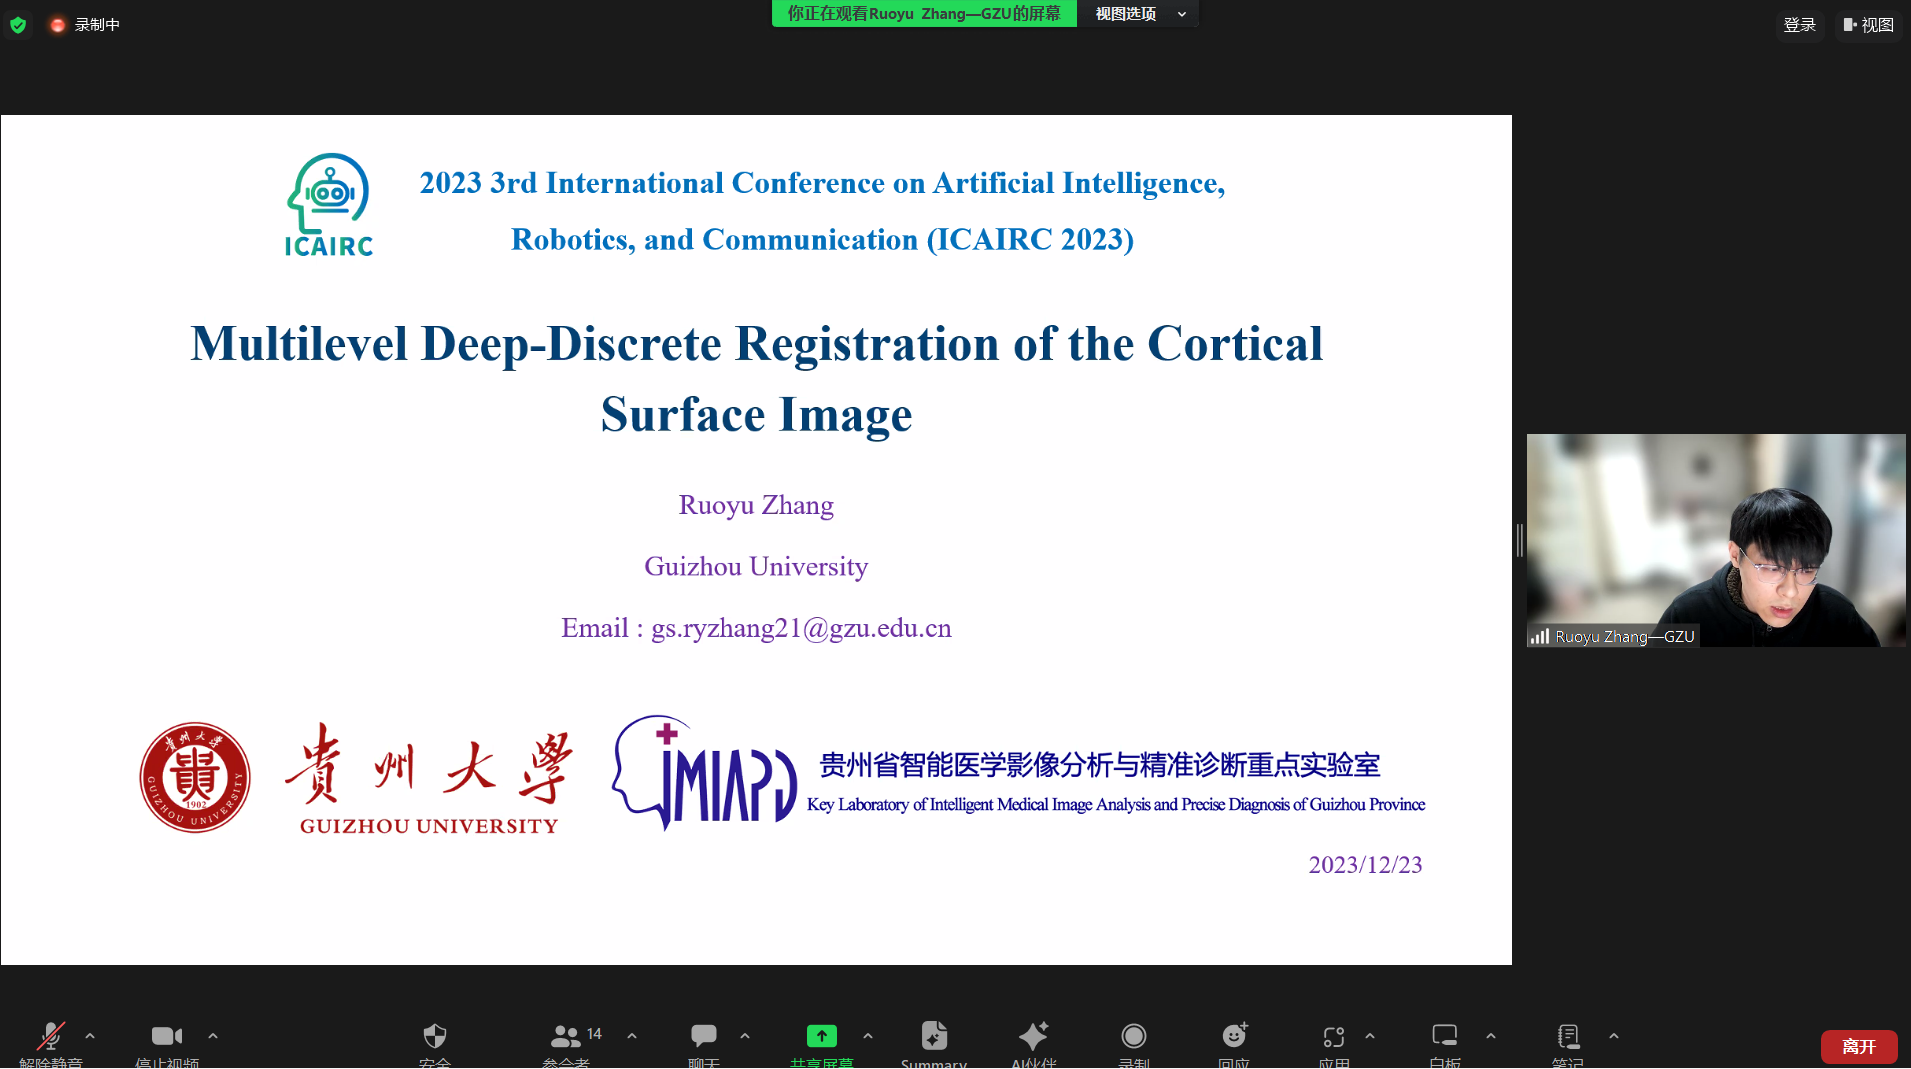 录制中
你正在观看Ruoyu Zhang—GZU的屏幕
视图选项
登录
视图
ICAIRC
2023 3rd International Conference on Artificial Intelligence,
Robotics, and Communication (ICAIRC 2023)
Multilevel Deep-Discrete Registration of the Cortical
Surface Image
Ruoyu Zhang
Guizhou University
Email : gs.ryzhang21@gzu.edu.cn
Ruoyu Zhang—GZU
貴州大学
GUIZHOU UNIVERSITY
1902
貴州大学
GUIZHOU UNIVERSITY
iMIAPD
贵州省智能医学影像分析与精准诊断重点实验室
Key Laboratory of Intelligent Medical Image Analysis and Precise Diagnosis of Guizhou Province
2023/12/23
14
解除静音
停止视频
安全
参会者
聊天
共享屏幕
Summary
AI伙伴
录制
回应
应用
白板
笔记
离开